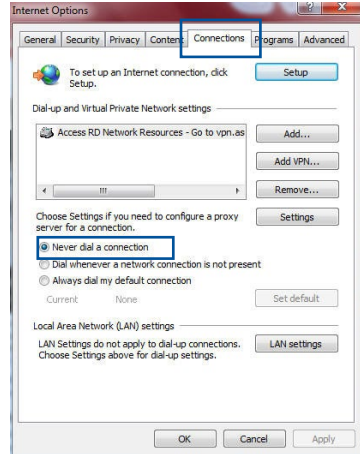 Internet Options
General Security Privacy Content Connections Programs Advanced
To set up an Internet connection, click Setup.
Setup
Dial-up and Virtual Private Network settings
Access RD Network Resources - Go to vpn.as
Add...
Add VPN...
Remove...
Choose Settings if you need to configure a proxy
server for a connection.
Settings
Never dial a connection
Dial whenever a network connection is not present
Always dial my default connection
Current None
Set default
Local Area Network (LAN) settings
LAN Settings do not apply to dial-up connections.
Choose Settings above for dial-up settings.
LAN settings
OK Cancel Apply